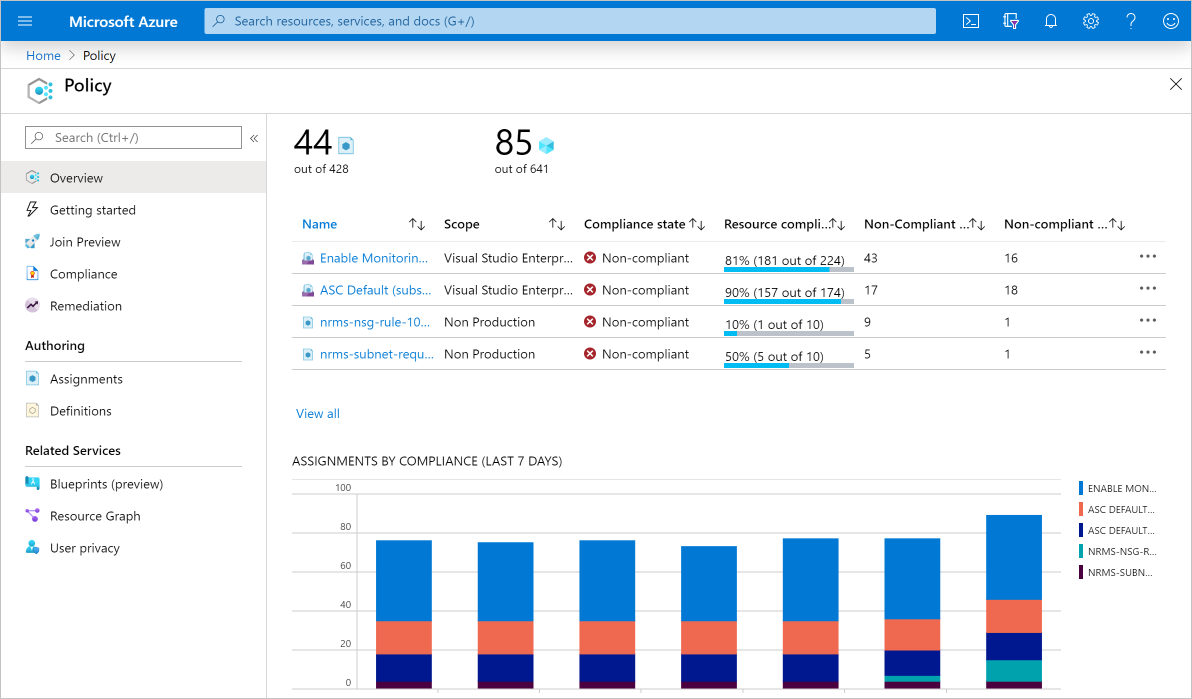 Microsoft Azure
Search resources, services, and docs (G+/)
Home > Policy
Policy
Search (Ctrl+/)
«
Overview
Getting started
Join Preview
Compliance
Remediation
Authoring
Assignments
Definitions
Related Services
Blueprints (preview)
Resource Graph
User privacy
44
out of 428
85
out of 641
Name Scope Compliance state Resource compli... Non-Compliant ... Non-compliant ...
Enable Monitorin... Visual Studio Enterpr... Non-compliant 81% (181 out of 224) 43 16
ASC Default (subs... Visual Studio Enterpr... Non-compliant 90% (157 out of 174) 17 18
nrms-nsg-rule-10... Non Production Non-compliant 10% (1 out of 10) 9 1
nrms-subnet-requ... Non Production Non-compliant 50% (5 out of 10) 5 1
View all
ASSIGNMENTS BY COMPLIANCE (LAST 7 DAYS)
100
80
60
40
20
0
ENABLE MON...
ASC DEFAULT...
ASC DEFAULT...
NRMS-NSG-R...
NRMS-SUBN...